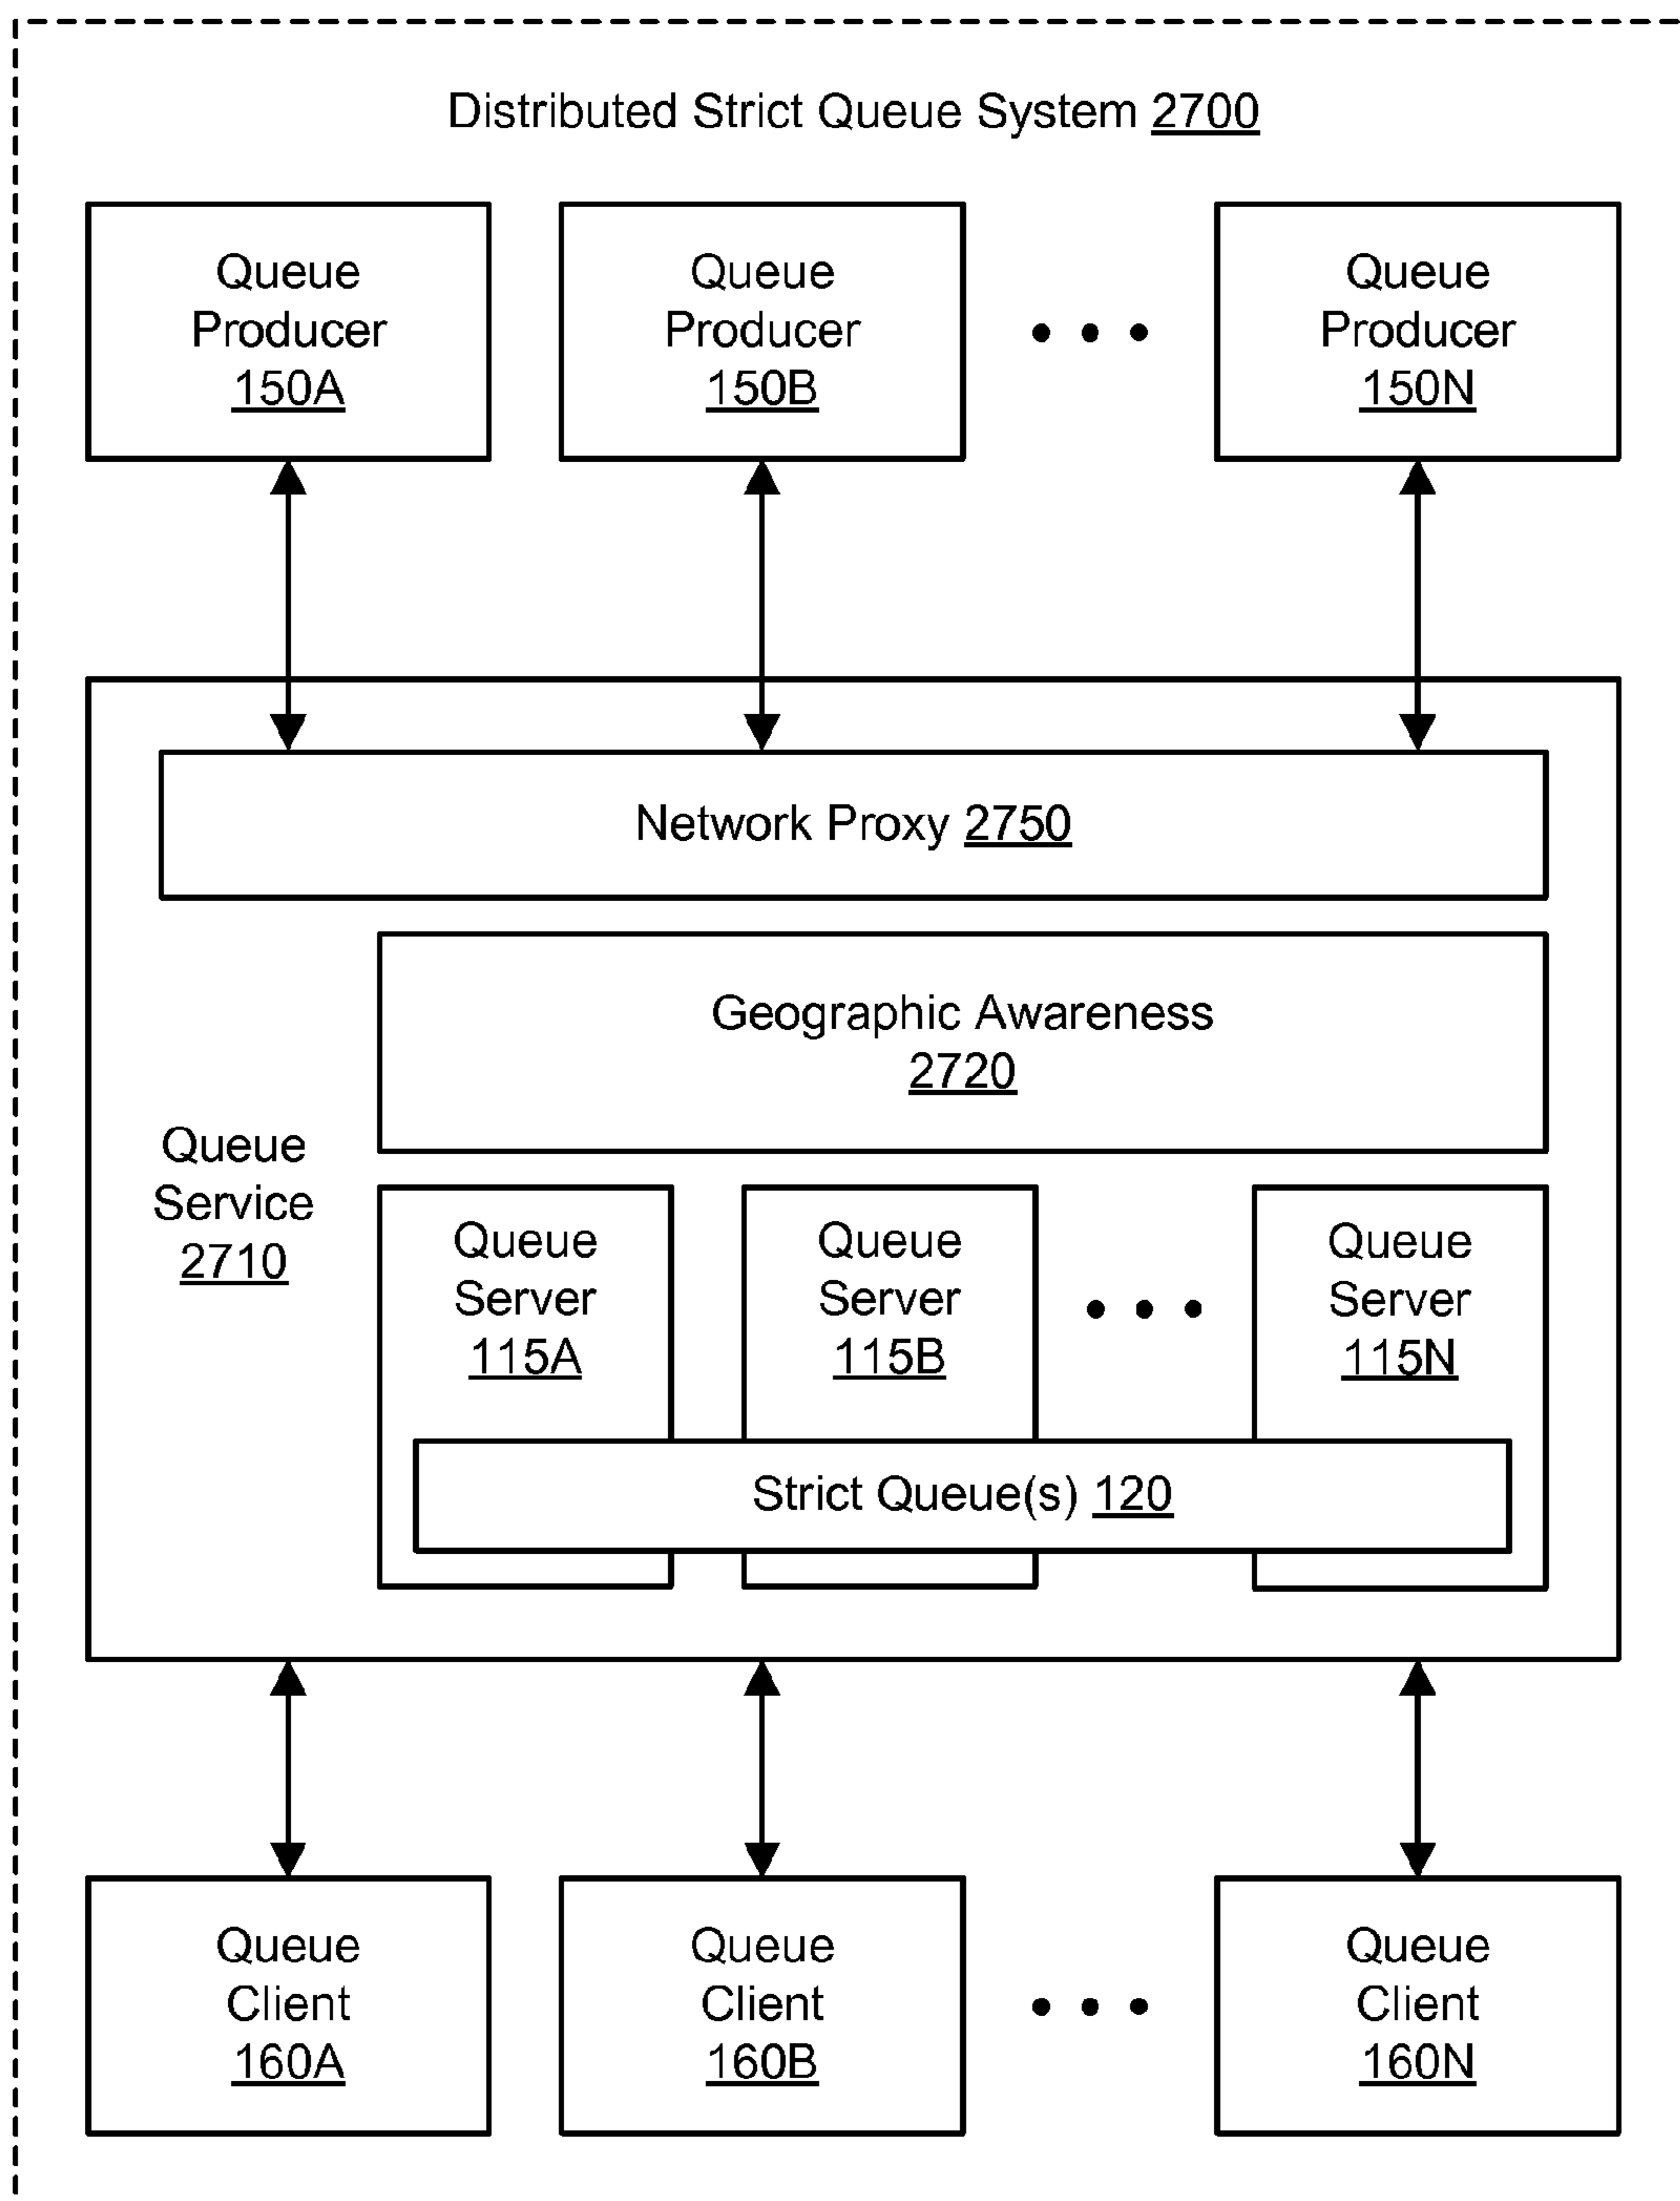 Distributed Strict Queue System 2700
Queue
Producer
150A
Queue
Producer
150B
Queue
Producer
150N
Network Proxy 2750
Geographic Awareness
2720
Queue
Service
2710
Queue
Server
115A
Queue
Server
115B
Queue
Server
115N
Strict Queue(s) 120
Queue
Client
160A
Queue
Client
160B
Queue
Client
160N